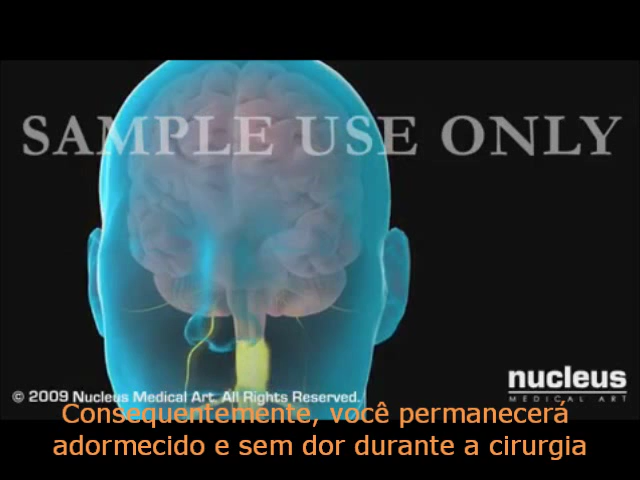 SAMPLE USE ONLY
nucleus
MEDICAL ART
© 2009 Nucleus Medical Art. All Rights Reserved.
Consequentemente, você permanecerá
adormecido e sem dor durante a cirurgia